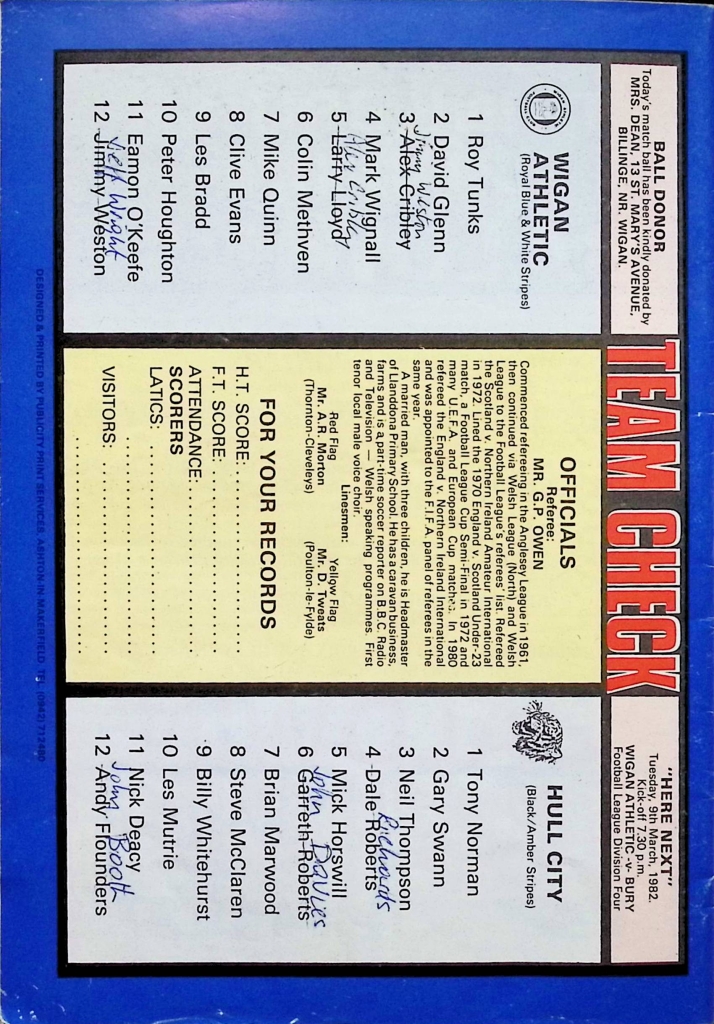 BALL DONOR
Today's match ball has been kindly donated by
MRS. DEAN, 13 ST. MARY'S AVENUE,
BILLINGE, NR. WIGAN.
TEAM CHECK
"HERE NEXT"
Tuesday, 9th March, 1982.
Kick-off 7.30 p.m.
WIGAN ATHLETIC -v- BURY
Football League Division Four
WIGAN
ATHLETIC
(Royal Blue & White Stripes)
1 Roy Tunks
2 David Glenn
Jimmy Weston
3 Alex Cribley
4 Mark Wignall
Alex Cribley
5 Larry Lloyd
6 Colin Methven
7 Mike Quinn
8 Clive Evans
9 Les Bradd
10 Peter Houghton
11 Eamon O'Keefe
Jeff Wright
12 Jimmy Weston
OFFICIALS
Referee:
MR. G.P. OWEN
Commenced refereeing in the Anglesey League in 1961,
then continued via Welsh League (North) and Welsh
League to the Football League's referees' list. Refereed
the Scotland v. Northern Ireland Amateur International
in 1972. Lined the 1970 England v. Scotland Under-23
match, a Football League Cup Semi-Final in 1972 and
many U.E.F.A. and European Cup matches. In 1980
refereed the England v. Northern Ireland International
and was appointed to the F.I.F.A. panel of referees in the
same year.
A married man, with three children, he is Headmaster
of Llanddona Primary School. He has a caravan business,
farms and is a part-time soccer reporter on B.B.C. Radio
and Television — Welsh speaking programmes. First
tenor local male voice choir.
Linesmen:
Red Flag Yellow Flag
Mr. A.R. Morton Mr. D. Tweats
(Thornton-Cleveleys) (Poulton-le-Fylde)
FOR YOUR RECORDS
H.T. SCORE:
F.T. SCORE:
ATTENDANCE:
SCORERS
LATICS:
VISITORS:
HULL CITY
(Black/Amber Stripes)
1 Tony Norman
2 Gary Swann
3 Neil Thompson
Richards
4 Dale Roberts
5 Mick Horswill
John Davies
6 Garreth Roberts
7 Brian Marwood
8 Steve McClaren
9 Billy Whitehurst
10 Les Mutrie
11 Nick Deacy
John Booth
12 Andy Flounders
DESIGNED & PRINTED BY PUBLICITY PRINT SERVICES, ASHTON-IN-MAKERFIELD. TEL. (0942) 712480